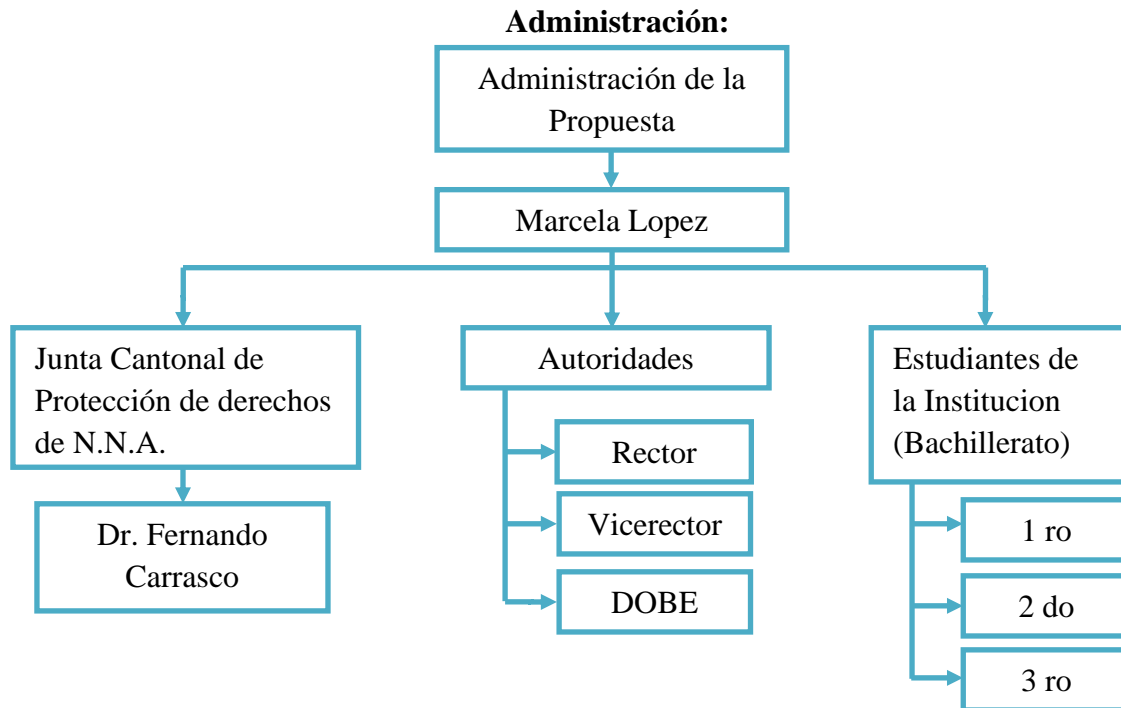 Administración:
Administración de la
Propuesta
Marcela Lopez
Junta Cantonal de
Protección de derechos
de N.N.A.
Dr. Fernando
Carrasco
Autoridades
Rector
Vicerector
DOBE
Estudiantes de
la Institucion
(Bachillerato)
1 ro
2 do
3 ro